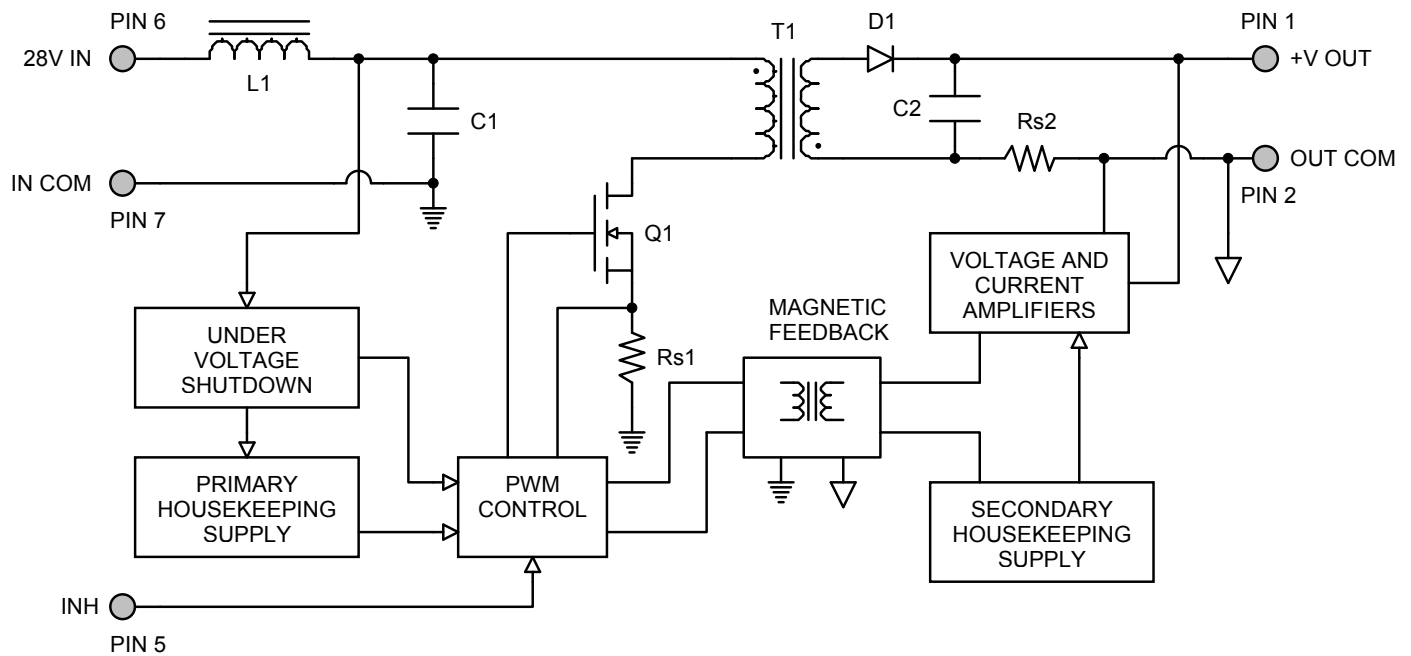 PIN 6
28V IN
L1
C1
IN COM
PIN 7
T1
D1
PIN 1
+V OUT
C2
Rs2
OUT COM
PIN 2
Q1
Rs1
UNDER
VOLTAGE
SHUTDOWN
PRIMARY
HOUSEKEEPING
SUPPLY
PWM
CONTROL
MAGNETIC
FEEDBACK
VOLTAGE AND
CURRENT
AMPLIFIERS
SECONDARY
HOUSEKEEPING
SUPPLY
INH
PIN 5